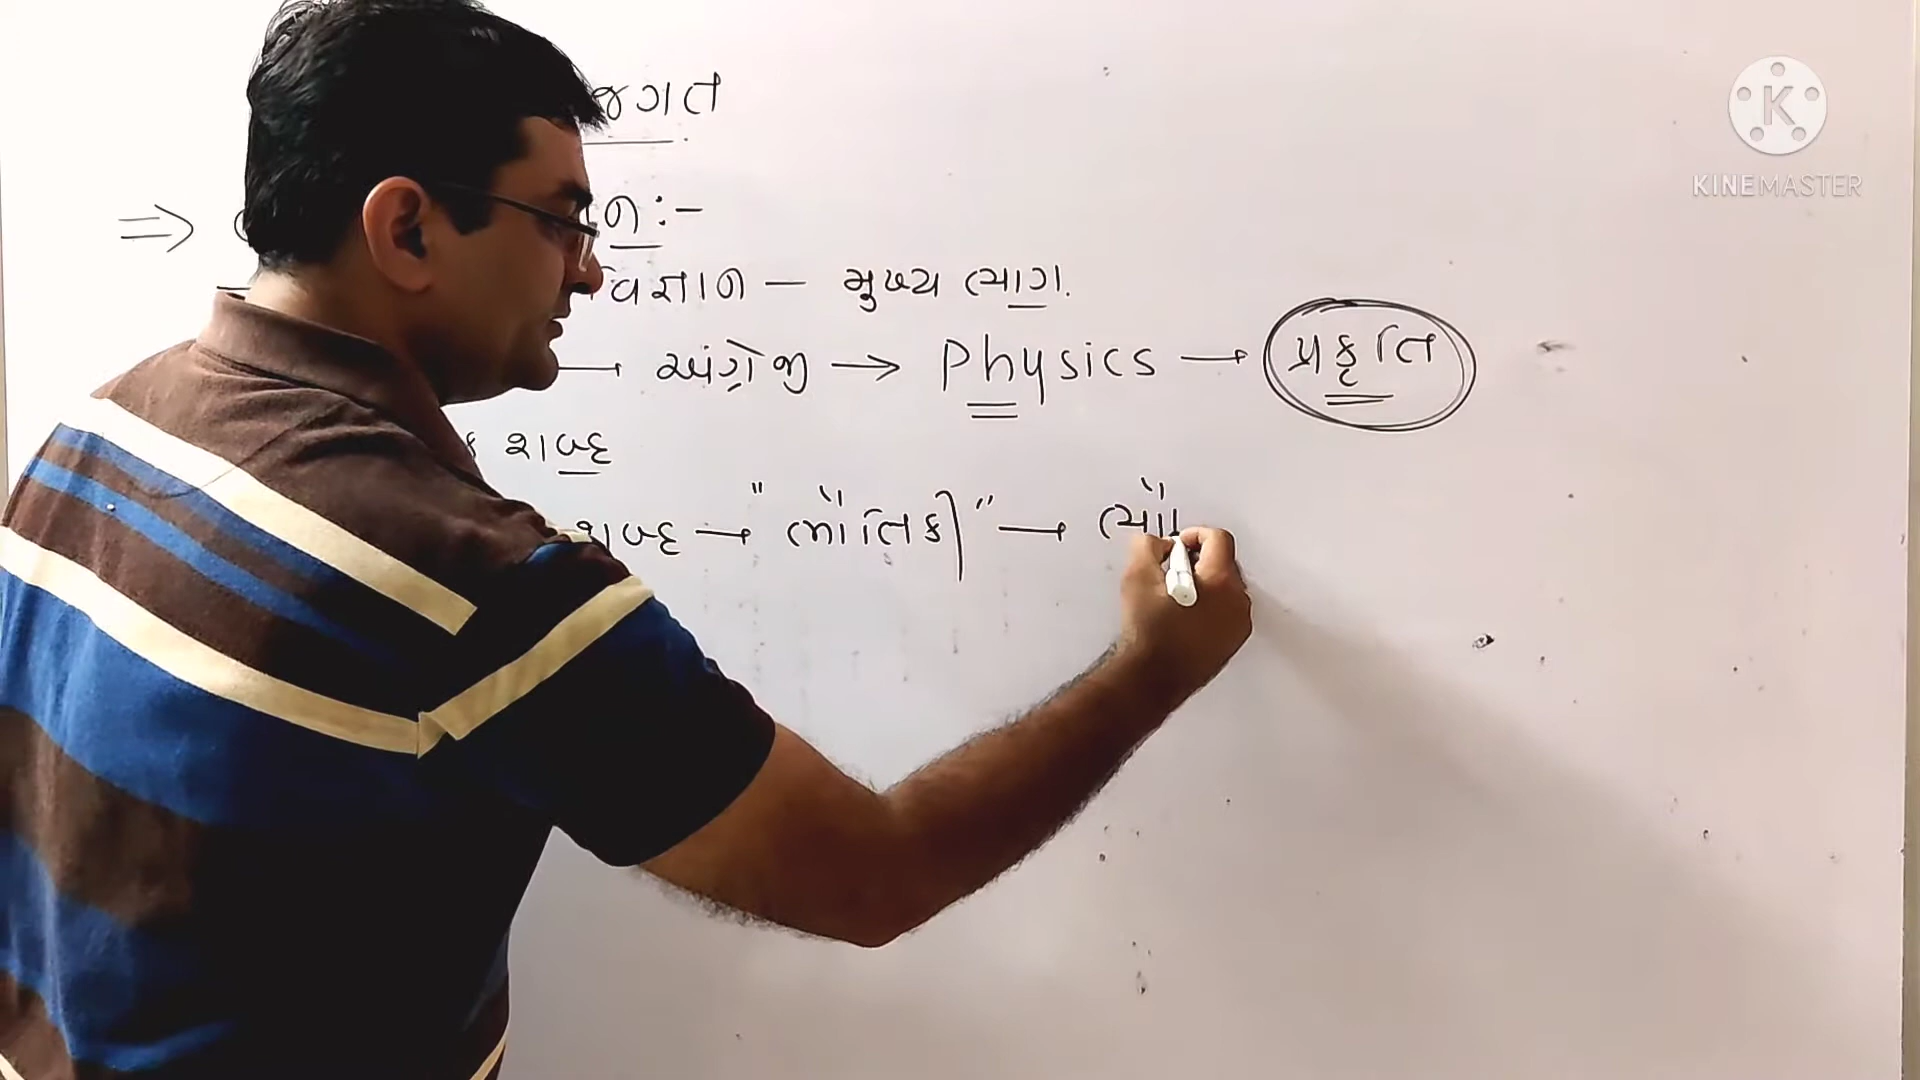 જગત
⇒ ન :-
વિજ્ઞાન — મુખ્ય ભાગ.
→ અંગ્રેજી → Physics → પ્રકૃતિ
શબ્દ
શબ્દ → "ભૌતિકી" → ભૌ
K
KINEMASTER